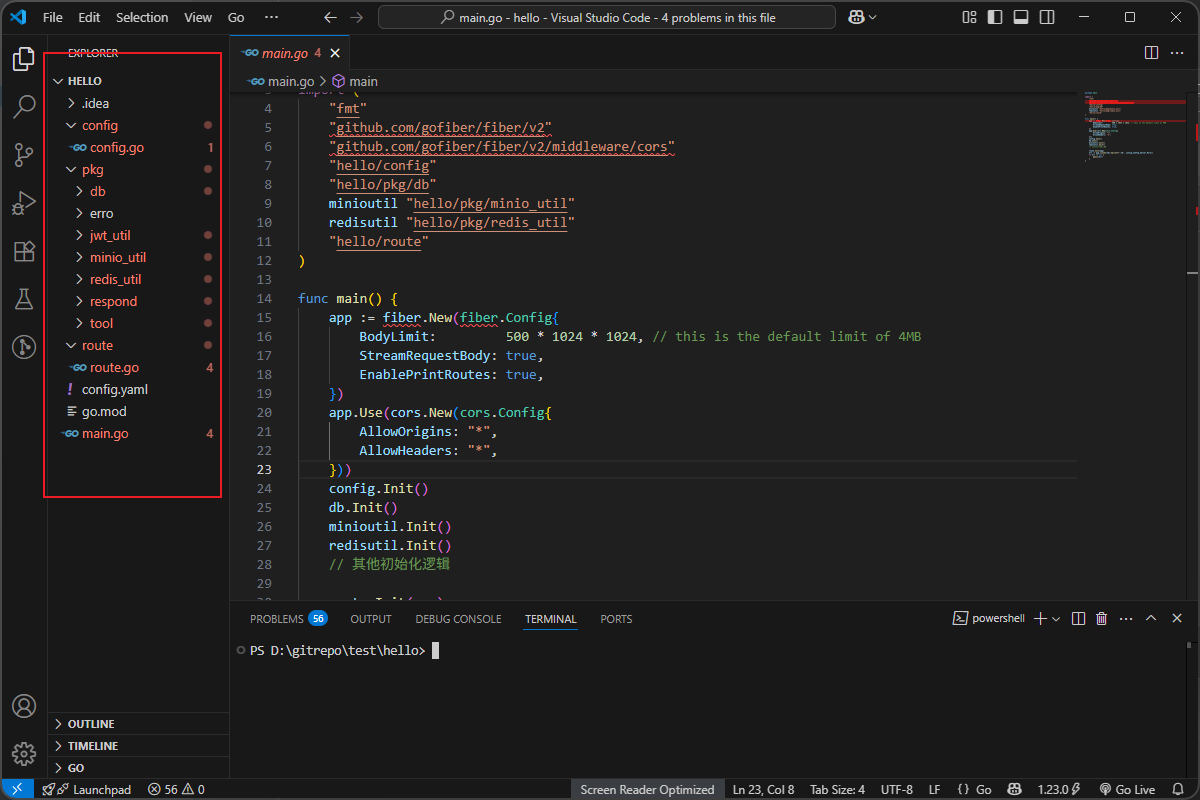 File Edit Selection View Go ··· main.go - hello - Visual Studio Code - 4 problems in this file
EXPLORER
HELLO
.idea
config
GO config.go 1
pkg
db
erro
jwt_util
minio_util
redis_util
respond
tool
route
GO route.go 4
! config.yaml
go.mod
GO main.go 4
OUTLINE
TIMELINE
GO
GO main.go 4
GO main.go > main
import (
4 "fmt"
5 "github.com/gofiber/fiber/v2"
6 "github.com/gofiber/fiber/v2/middleware/cors"
7 "hello/config"
8 "hello/pkg/db"
9 minioutil "hello/pkg/minio_util"
10 redisutil "hello/pkg/redis_util"
11 "hello/route"
12 )
13
14 func main() {
15 app := fiber.New(fiber.Config{
16 BodyLimit: 500 * 1024 * 1024, // this is the default limit of 4MB
17 StreamRequestBody: true,
18 EnablePrintRoutes: true,
19 })
20 app.Use(cors.New(cors.Config{
21 AllowOrigins: "*",
22 AllowHeaders: "*",
23 }))
24 config.Init()
25 db.Init()
26 minioutil.Init()
27 redisutil.Init()
28 // 其他初始化逻辑
29
PROBLEMS 56 OUTPUT DEBUG CONSOLE TERMINAL PORTS powershell
PS D:\gitrepo\test\hello>
Launchpad 56 0 Screen Reader Optimized Ln 23, Col 8 Tab Size: 4 UTF-8 LF {} Go 1.23.0 Go Live